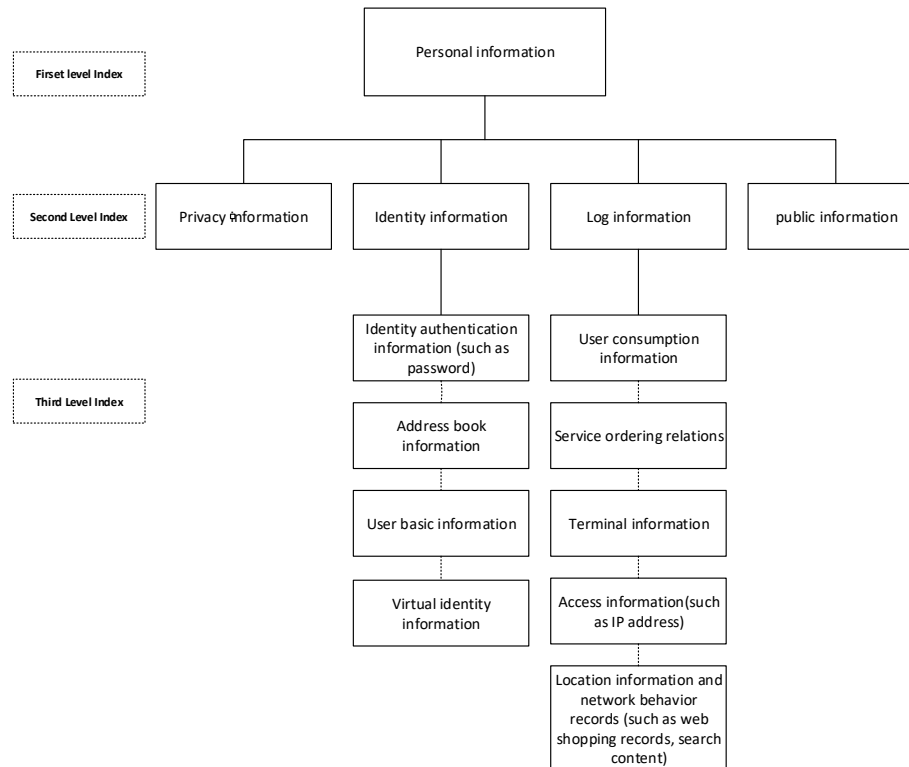 Personal information
Firset level Index
Second Level Index
Privacy information
Identity information
Log information
public information
Third Level Index
Identity authentication
information (such as
password)
Address book
information
User basic information
Virtual identity
information
User consumption
information
Service ordering relations
Terminal information
Access information(such
as IP address)
Location information and
network behavior
records (such as web
shopping records, search
content)